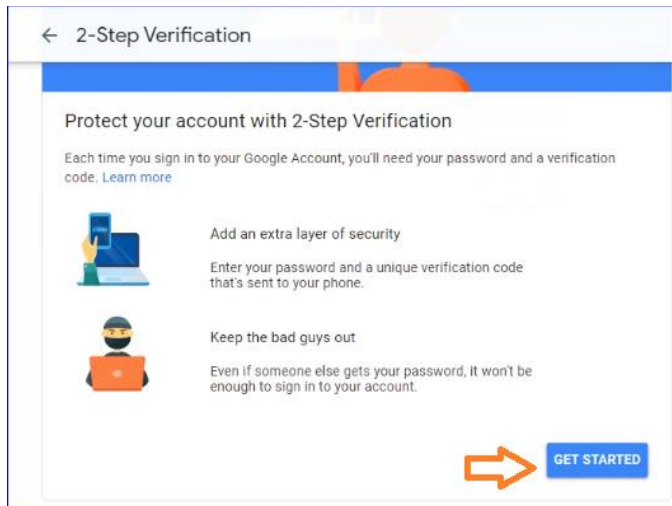 2-Step Verification
Protect your account with 2-Step Verification
Each time you sign in to your Google Account, you'll need your password and a verification
code. Learn more
Add an extra layer of security
Enter your password and a unique verification code
that's sent to your phone.
Keep the bad guys out
Even if someone else gets your password, it won't be
enough to sign in to your account.
GET STARTED